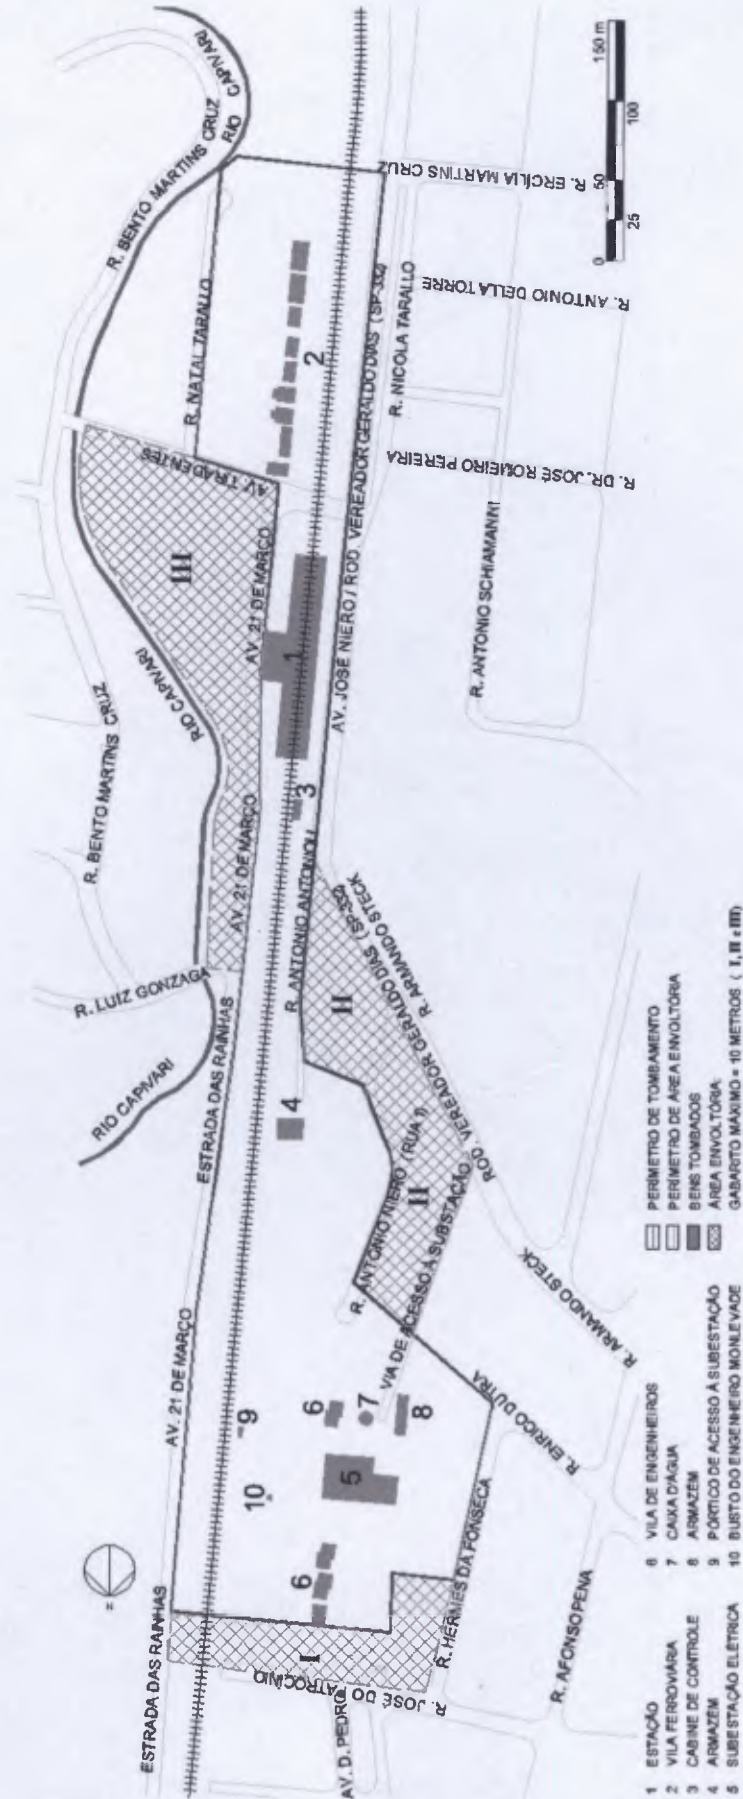 ESTRADA DAS RAINHAS
AV. 21 DE MARÇO
ESTRADA DAS RAINHAS
R. LUIZ GONZAGA
RIO CAPIVARI
R. BENTO MARTINS CRUZ
RIO CAPIVARI
AV. 21 DE MARÇO
AV. 21 DE MARÇO
III
AV. TIRADENTES
R. NATAL TARALLO
R. BENTO MARTINS CRUZ
RIO CAPIVARI
10
9
4
R. ANTONIO ANTONIOLI
3
1
2
6
5
6
7
8
I
R. JOSÉ DO PATROCÍNIO
AV. D. PEDRO I
R. HERMES DA FONSECA
R. AFONSO PENA
R. ENRICO DUTRA
VIA DE ACESSO À SUBSTAÇÃO
R. ANTONIO NIERO (RUA 1)
II
II
ROD. VEREADOR GERALDO DIAS (SP-332)
R. ARMANDO STECK
R. ARMANDO STECK
AV. JOSÉ NIERO / ROD. VEREADOR GERALDO DIAS (SP-332)
R. NICOLA TARALLO
R. ANTONIO SCHIAMANNI
R. DR. JOSÉ ROMEIRO PEREIRA
R. ANTONIO DELLA TORRE
R. ERCÍLIA MARTINS CRUZ
0 25 50 100 150 m
1 ESTAÇÃO
2 VILA FERROVIÁRIA
3 CABINE DE CONTROLE
4 ARMAZÉM
5 SUBESTAÇÃO ELÉTRICA
6 VILA DE ENGENHEIROS
7 CAIXA D'ÁGUA
8 ARMAZÉM
9 PÓRTICO DE ACESSO À SUBESTAÇÃO
10 BUSTO DO ENGENHEIRO MONLEVADE
PERÍMETRO DE TOMBAMENTO
PERÍMETRO DE ÁREA ENVOLTÓRIA
BENS TOMBADOS
ÁREA ENVOLTÓRIA:
GABARITO MÁXIMO = 10 METROS ( I, II e III)